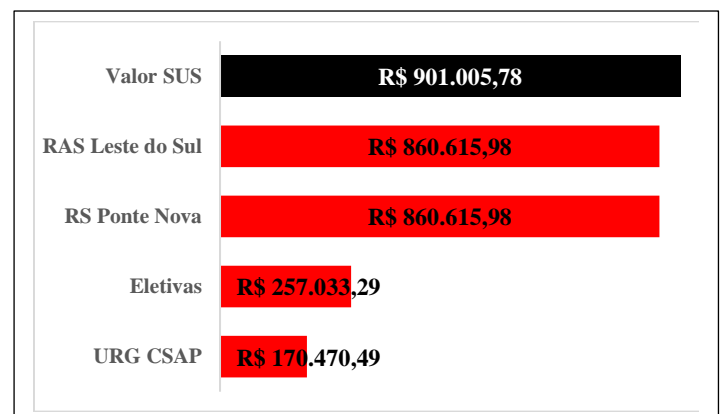 Valor SUS R$ 901.005,78
RAS Leste do Sul R$ 860.615,98
RS Ponte Nova R$ 860.615,98
Eletivas R$ 257.033,29
URG CSAP R$ 170.470,49